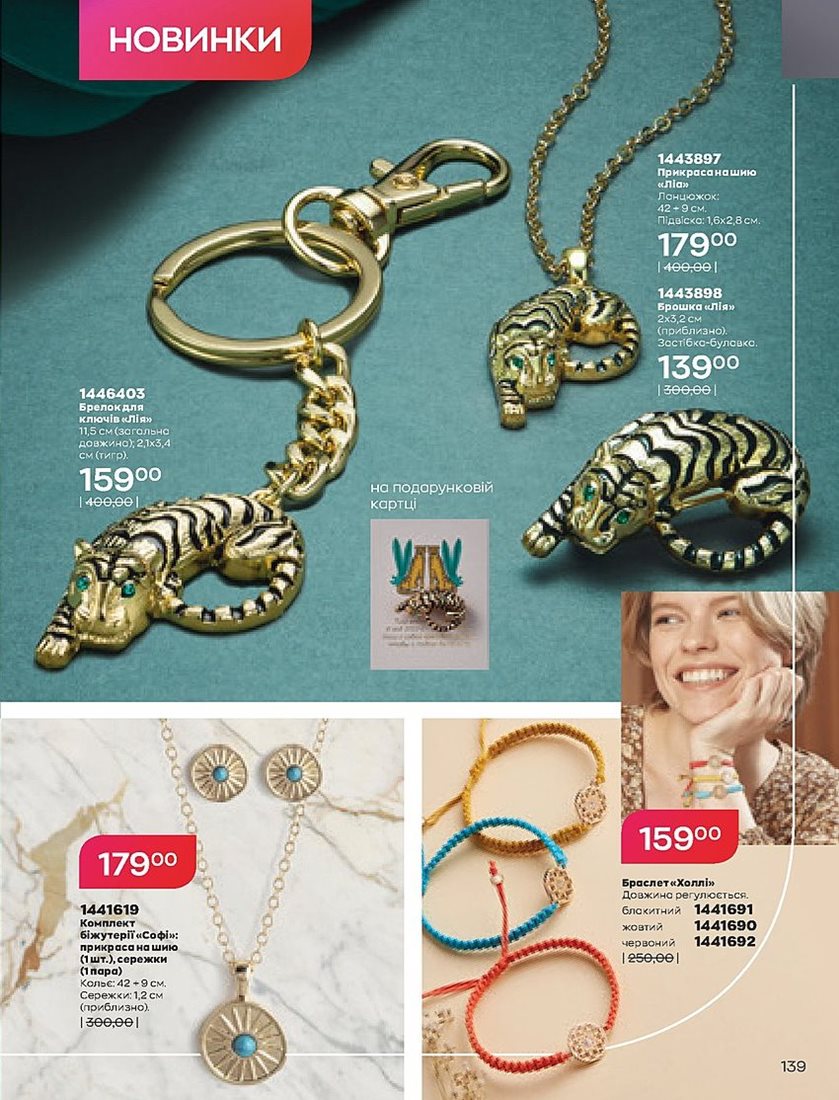 НОВИНКИ
1443897
Прикраса на шию
«Ліа»
Ланцюжок:
42 + 9 см.
Підвіска: 1,6х2,8 см.
179⁰⁰
|400,00|
1443898
Брошка «Лія»
2х3,2 см
(приблизно).
Застібка-булавка.
139⁰⁰
|300,00|
1446403
Брелок для
ключів «Лія»
11,5 см (загальна
довжина); 2,1х3,4
см (тигр).
159⁰⁰
|400,00|
на подарунковій
картці
179⁰⁰
1441619
Комплект
біжутерії «Софі»:
прикраса на шию
(1 шт.), сережки
(1 пара)
Кольє: 42 + 9 см.
Сережки: 1,2 см
(приблизно).
|300,00|
159⁰⁰
Браслет «Холлі»
Довжина регулюється.
блакитний 1441691
жовтий 1441690
червоний 1441692
|250,00|
139